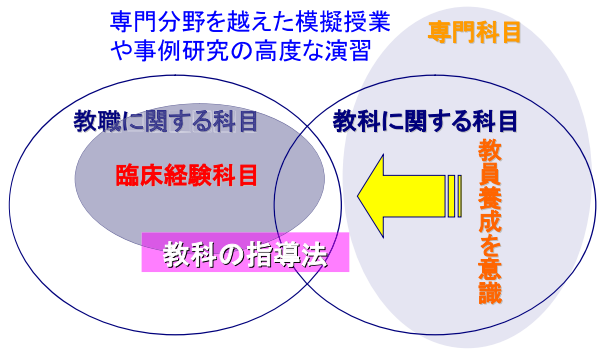 専門分野を越えた模擬授業
や事例研究の高度な演習
専門科目
教職に関する科目
教科に関する科目
臨床経験科目
教員養成を意識
教科の指導法